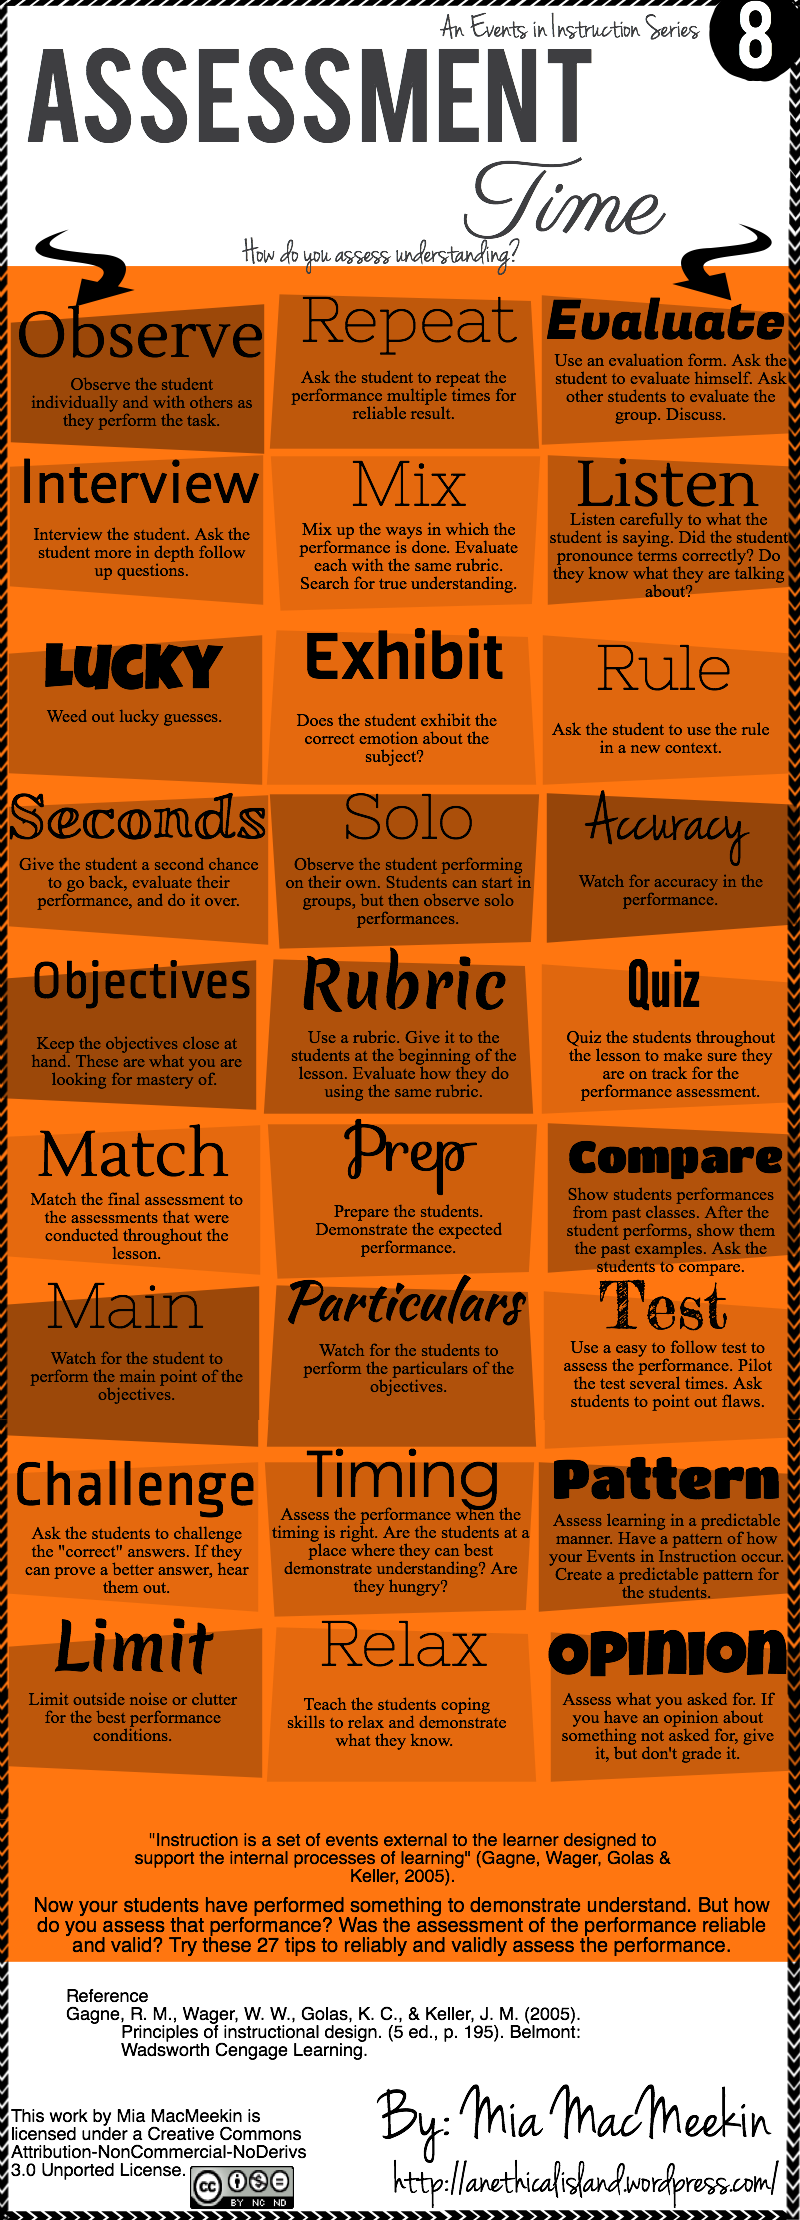 An Events in Instruction Series
8
ASSESSMENT
Time
How do you assess understanding?
Observe
Observe the student
individually and with others as
they perform the task.
Repeat
Ask the student to repeat the
performance multiple times for
reliable result.
Evaluate
Use an evaluation form. Ask the
student to evaluate himself. Ask
other students to evaluate the
group. Discuss.
Interview
Interview the student. Ask the
student more in depth follow
up questions.
Mix
Mix up the ways in which the
performance is done. Evaluate
each with the same rubric.
Search for true understanding.
Listen
Listen carefully to what the
student is saying. Did the student
pronounce terms correctly? Do
they know what they are talking
about?
LUCKY
Weed out lucky guesses.
Exhibit
Does the student exhibit the
correct emotion about the
subject?
Rule
Ask the student to use the rule
in a new context.
Seconds
Give the student a second chance
to go back, evaluate their
performance, and do it over.
Solo
Observe the student performing
on their own. Students can start in
groups, but then observe solo
performances.
Accuracy
Watch for accuracy in the
performance.
Objectives
Keep the objectives close at
hand. These are what you are
looking for mastery of.
Rubric
Use a rubric. Give it to the
students at the beginning of the
lesson. Evaluate how they do
using the same rubric.
Quiz
Quiz the students throughout
the lesson to make sure they
are on track for the
performance assessment.
Match
Match the final assessment to
the assessments that were
conducted throughout the
lesson.
Prep
Prepare the students.
Demonstrate the expected
performance.
Compare
Show students performances
from past classes. After the
student performs, show them
the past examples. Ask the
students to compare.
Main
Watch for the student to
perform the main point of the
objectives.
Particulars
Watch for the students to
perform the particulars of the
objectives.
Test
Use a easy to follow test to
assess the performance. Pilot
the test several times. Ask
students to point out flaws.
Challenge
Ask the students to challenge
the "correct" answers. If they
can prove a better answer, hear
them out.
Timing
Assess the performance when the
timing is right. Are the students at a
place where they can best
demonstrate understanding? Are
they hungry?
Pattern
Assess learning in a predictable
manner. Have a pattern of how
your Events in Instruction occur.
Create a predictable pattern for
the students.
Limit
Limit outside noise or clutter
for the best performance
conditions.
Relax
Teach the students coping
skills to relax and demonstrate
what they know.
OPINION
Assess what you asked for. If
you have an opinion about
something not asked for, give
it, but don't grade it.
"Instruction is a set of events external to the learner designed to
support the internal processes of learning" (Gagne, Wager, Golas &
Keller, 2005).
Now your students have performed something to demonstrate understand. But how
do you assess that performance? Was the assessment of the performance reliable
and valid? Try these 27 tips to reliably and validly assess the performance.
Reference
Gagne, R. M., Wager, W. W., Golas, K. C., & Keller, J. M. (2005).
Principles of instructional design. (5 ed., p. 195). Belmont:
Wadsworth Cengage Learning.
This work by Mia MacMeekin is
licensed under a Creative Commons
Attribution-NonCommercial-NoDerivs
3.0 Unported License.
cc
BY NC ND
By: Mia MacMeekin
http://anethicalisland.wordpress.com/